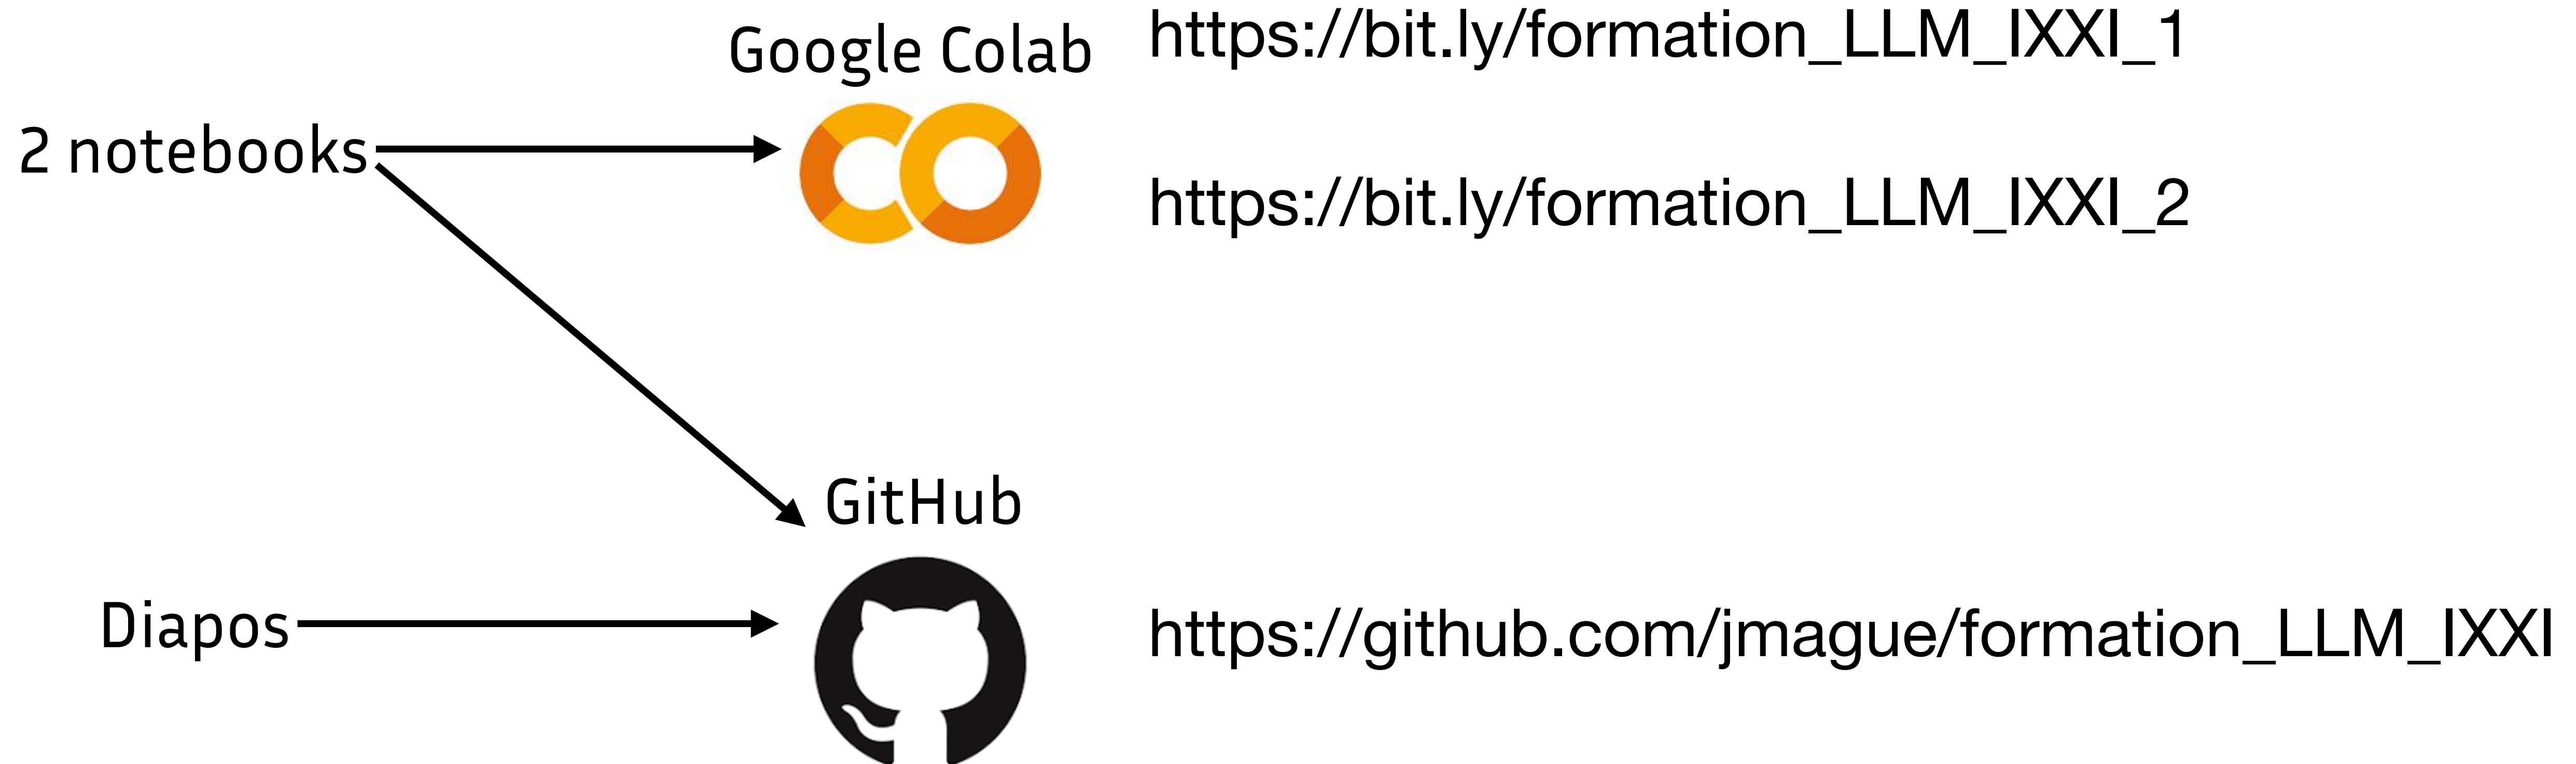 Google Colab
https://bit.ly/formation_LLM_IXXI_1
2 notebooks
https://bit.ly/formation_LLM_IXXI_2
GitHub
Diapos
https://github.com/jmague/formation_LLM_IXXI